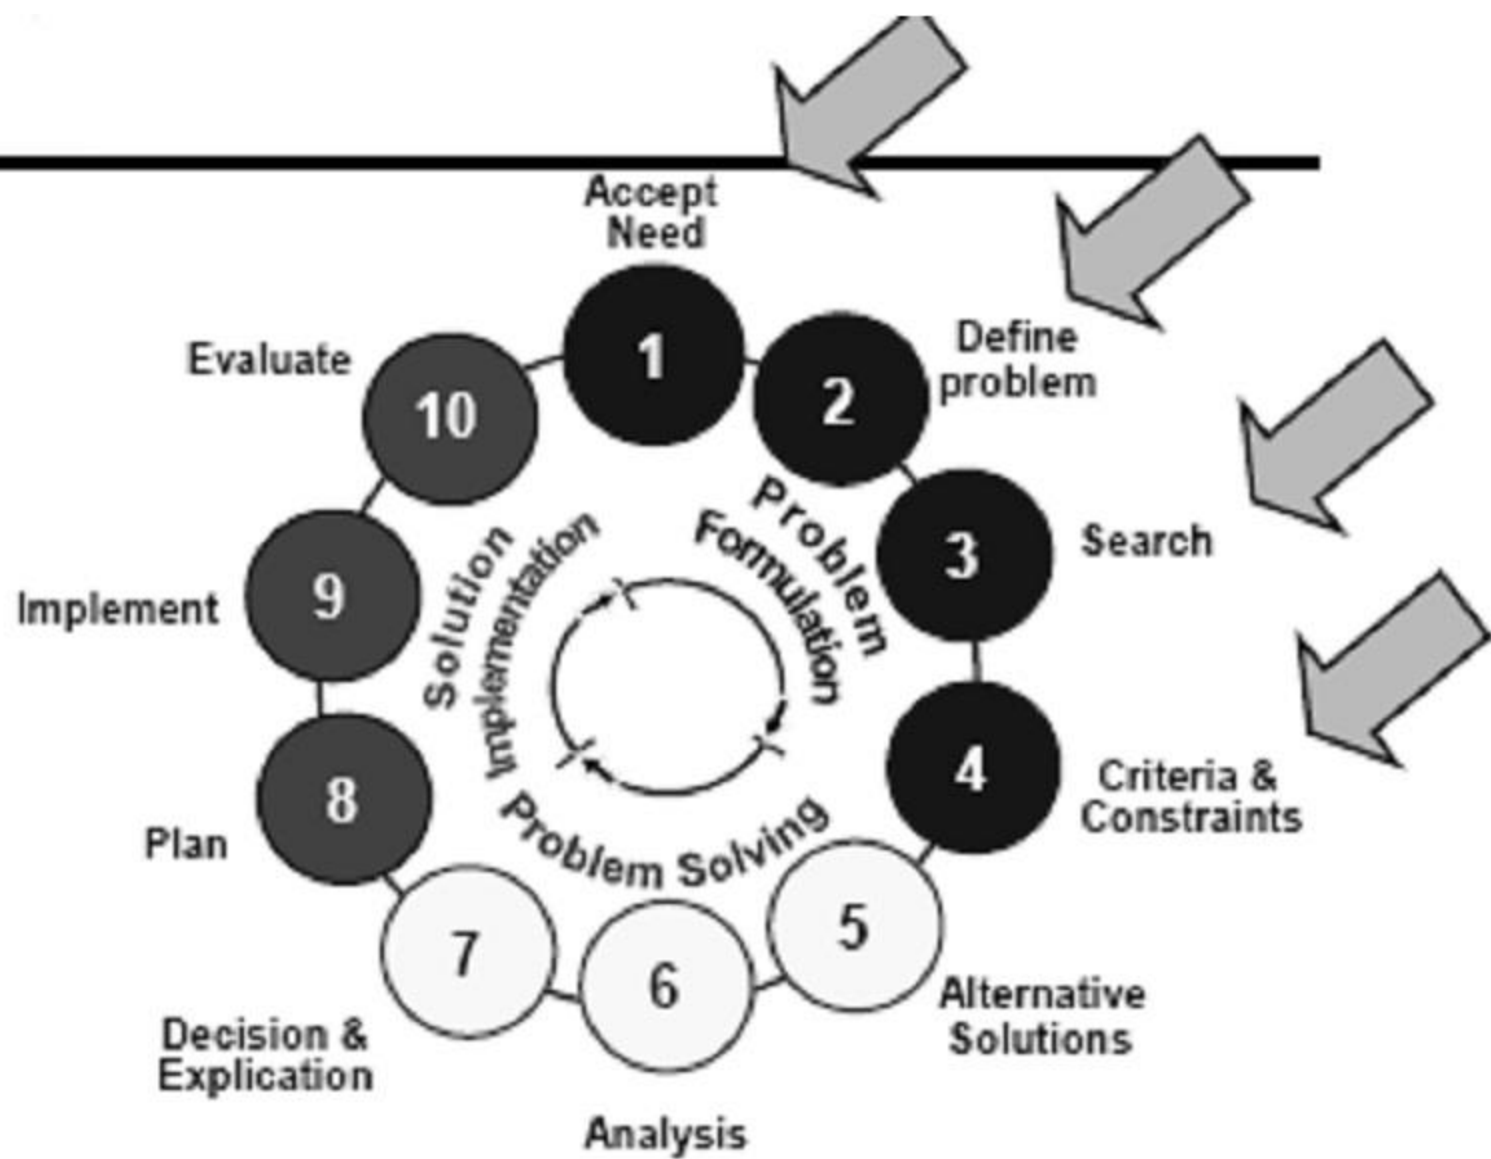 Accept
Need
1
2
Define
problem
3
Search
4
Criteria &
Constraints
5
Alternative
Solutions
6
Analysis
7
Decision &
Explication
8
Plan
9
Implement
10
Evaluate
Problem
Formulation
Problem Solving
Solution
Implementation